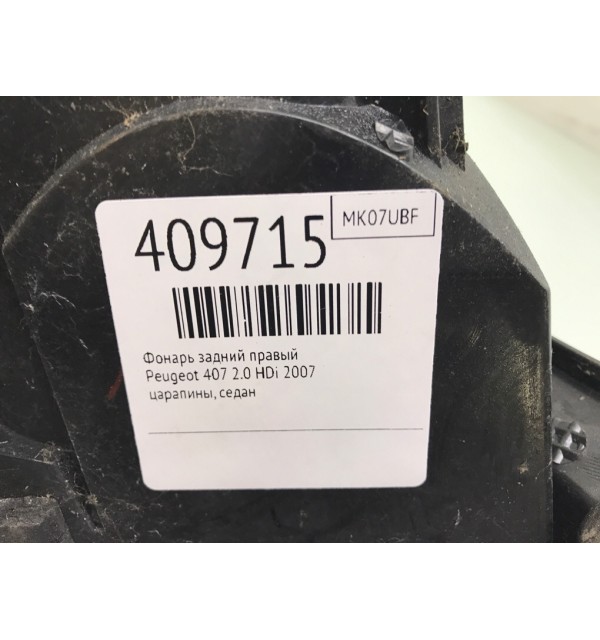 409715
MK07UBF
Фонарь задний правый
Peugeot 407 2.0 HDi 2007
царапины, седан